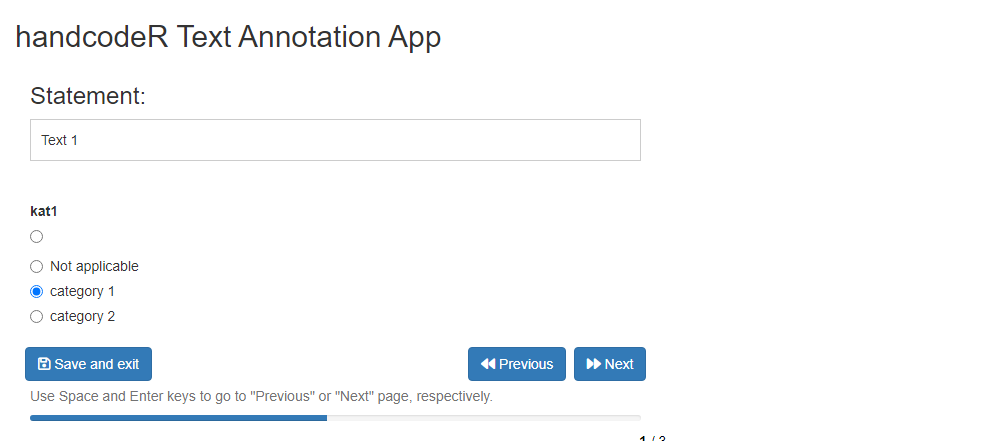 handcodeR Text Annotation App
Statement:
Text 1
kat1
Not applicable
category 1
category 2
Save and exit
Previous
Next
Use Space and Enter keys to go to "Previous" or "Next" page, respectively.
1 / 3